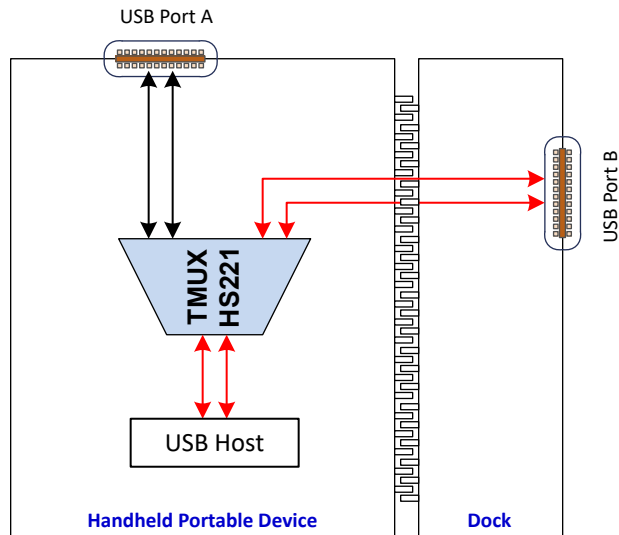 USB Port A
USB Port B
TMUX
HS221
USB Host
Handheld Portable Device
Dock